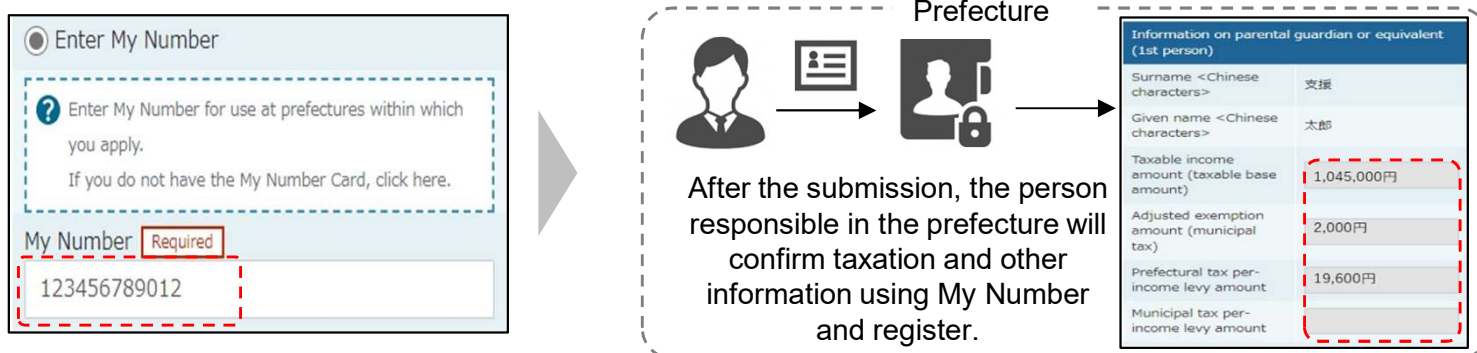 Enter My Number
Enter My Number for use at prefectures within which
you apply.
If you do not have the My Number Card, click here.
My Number Required
123456789012
Prefecture
After the submission, the person
responsible in the prefecture will
confirm taxation and other
information using My Number
and register.
Information on parental guardian or equivalent
(1st person)
Surname <Chinese
characters>
支援
Given name <Chinese
characters>
太郎
Taxable income
amount (taxable base
amount)
1,045,000円
Adjusted exemption
amount (municipal
tax)
2,000円
Prefectural tax per-
income levy amount
19,600円
Municipal tax per-
income levy amount